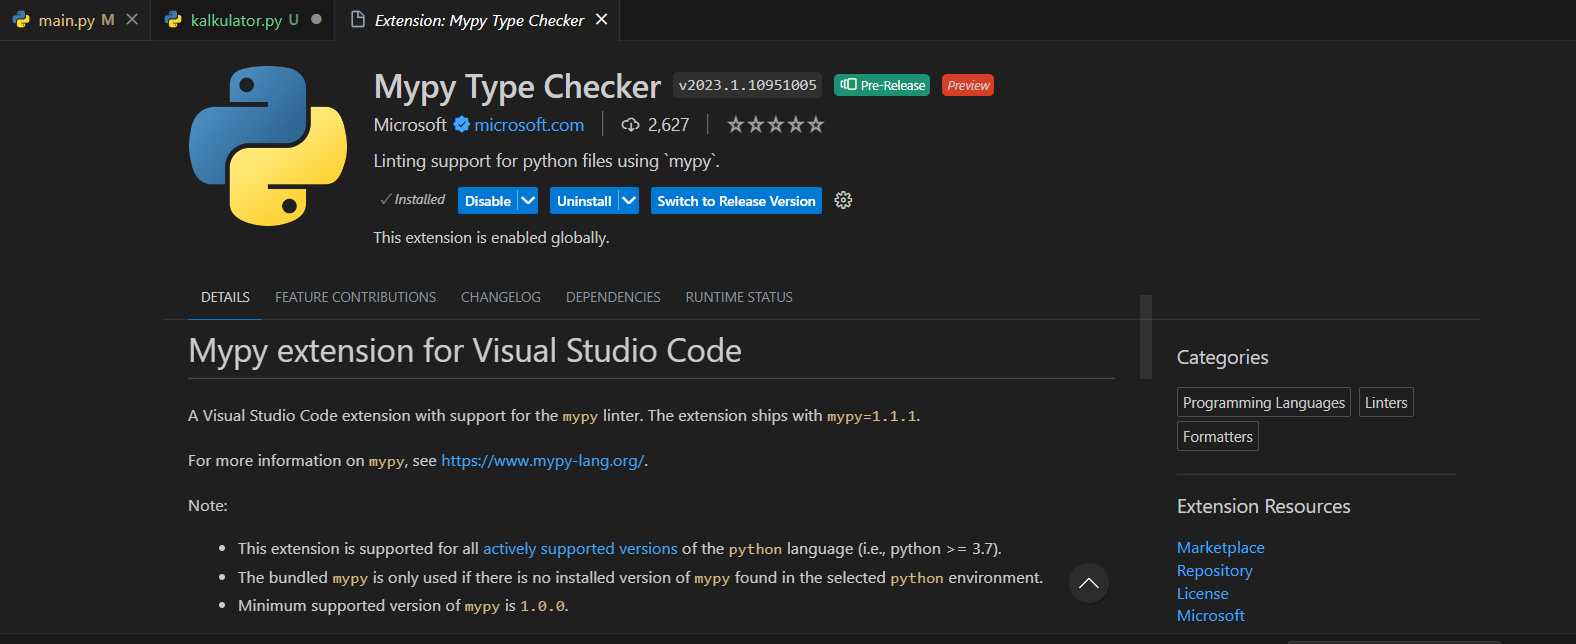 main.py M
kalkulator.py U
Extension: Mypy Type Checker
Mypy Type Checker v2023.1.10951005 Pre-Release Preview
Microsoft microsoft.com 2,627
Linting support for python files using `mypy`.
Installed Disable Uninstall Switch to Release Version
This extension is enabled globally.
DETAILS FEATURE CONTRIBUTIONS CHANGELOG DEPENDENCIES RUNTIME STATUS
Mypy extension for Visual Studio Code
A Visual Studio Code extension with support for the mypy linter. The extension ships with mypy=1.1.1.
For more information on mypy, see https://www.mypy-lang.org/.
Note:
• This extension is supported for all actively supported versions of the python language (i.e., python >= 3.7).
• The bundled mypy is only used if there is no installed version of mypy found in the selected python environment.
• Minimum supported version of mypy is 1.0.0.
Categories
Programming Languages Linters
Formatters
Extension Resources
Marketplace
Repository
License
Microsoft